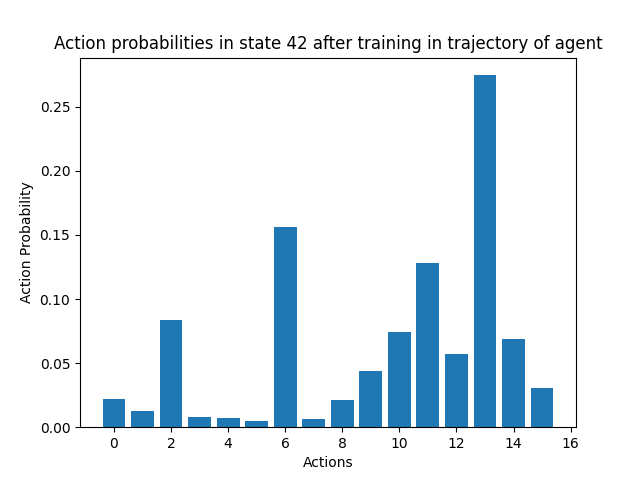 Action probabilities in state 42 after training in trajectory of agent
Action Probability
0.25
0.20
0.15
0.10
0.05
0.00
0 2 4 6 8 10 12 14 16
Actions